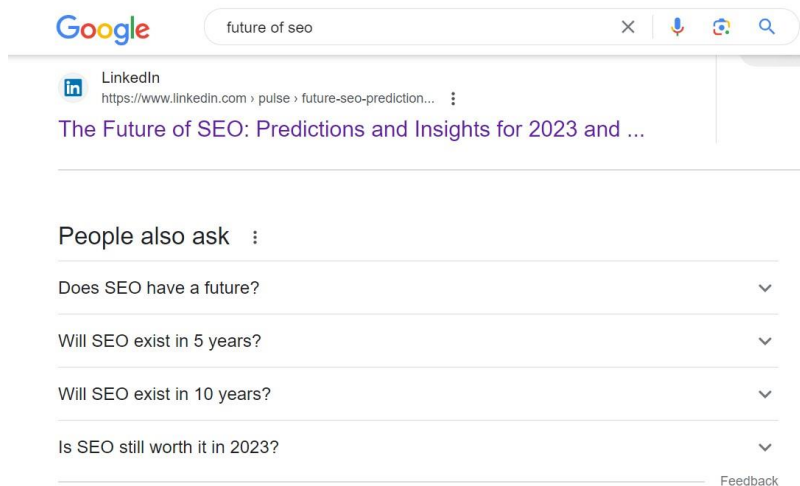 Google
future of seo
in
LinkedIn
https://www.linkedin.com › pulse › future-seo-prediction...
The Future of SEO: Predictions and Insights for 2023 and ...
People also ask
Does SEO have a future?
Will SEO exist in 5 years?
Will SEO exist in 10 years?
Is SEO still worth it in 2023?
Feedback